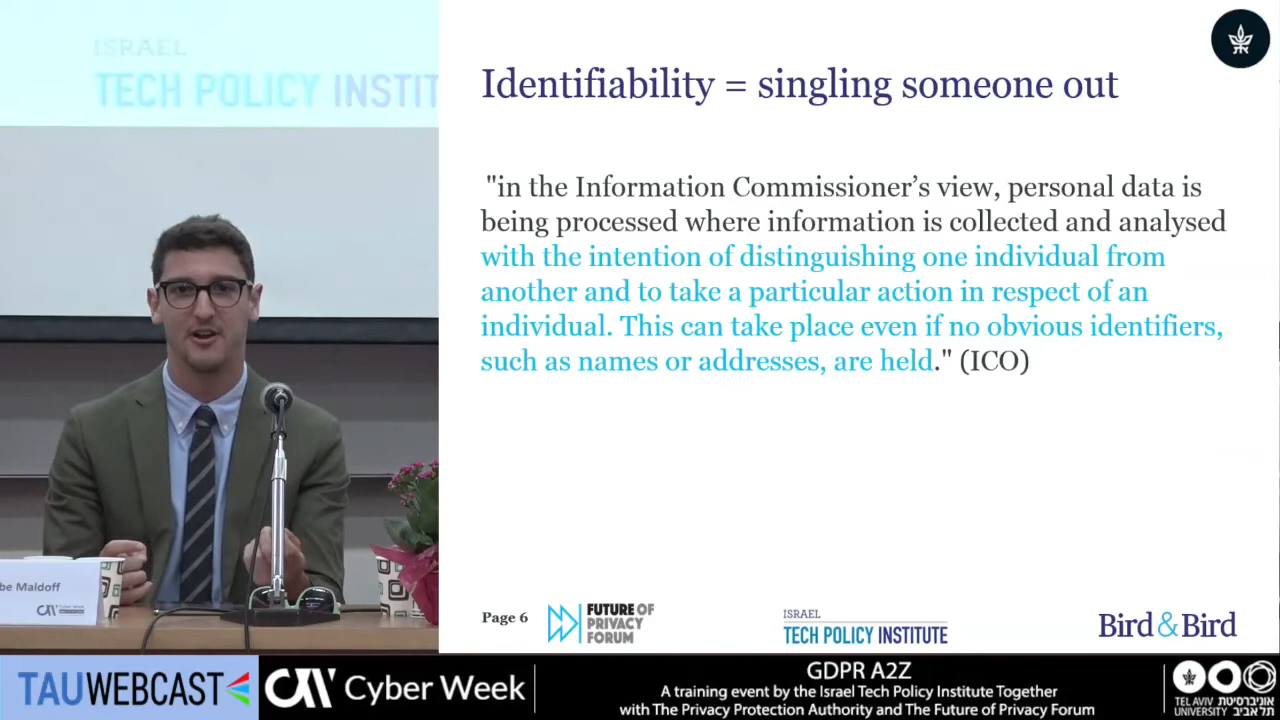 ISRAEL
TECH POLICY INSTIT
Identifiability = singling someone out
"in the Information Commissioner’s view, personal data is
being processed where information is collected and analysed
with the intention of distinguishing one individual from
another and to take a particular action in respect of an
individual. This can take place even if no obvious identifiers,
such as names or addresses, are held." (ICO)
be Maldoff
Cyber Week
Page 6
FUTURE OF
PRIVACY
FORUM
ISRAEL
TECH POLICY INSTITUTE
Bird & Bird
TAUWEBCAST
Cyber Week
GDPR A2Z
A training event by the Israel Tech Policy Institute Together
with The Privacy Protection Authority and The Future of Privacy Forum
TEL AVIV אוניברסיטת
UNIVERSITY תל אביב